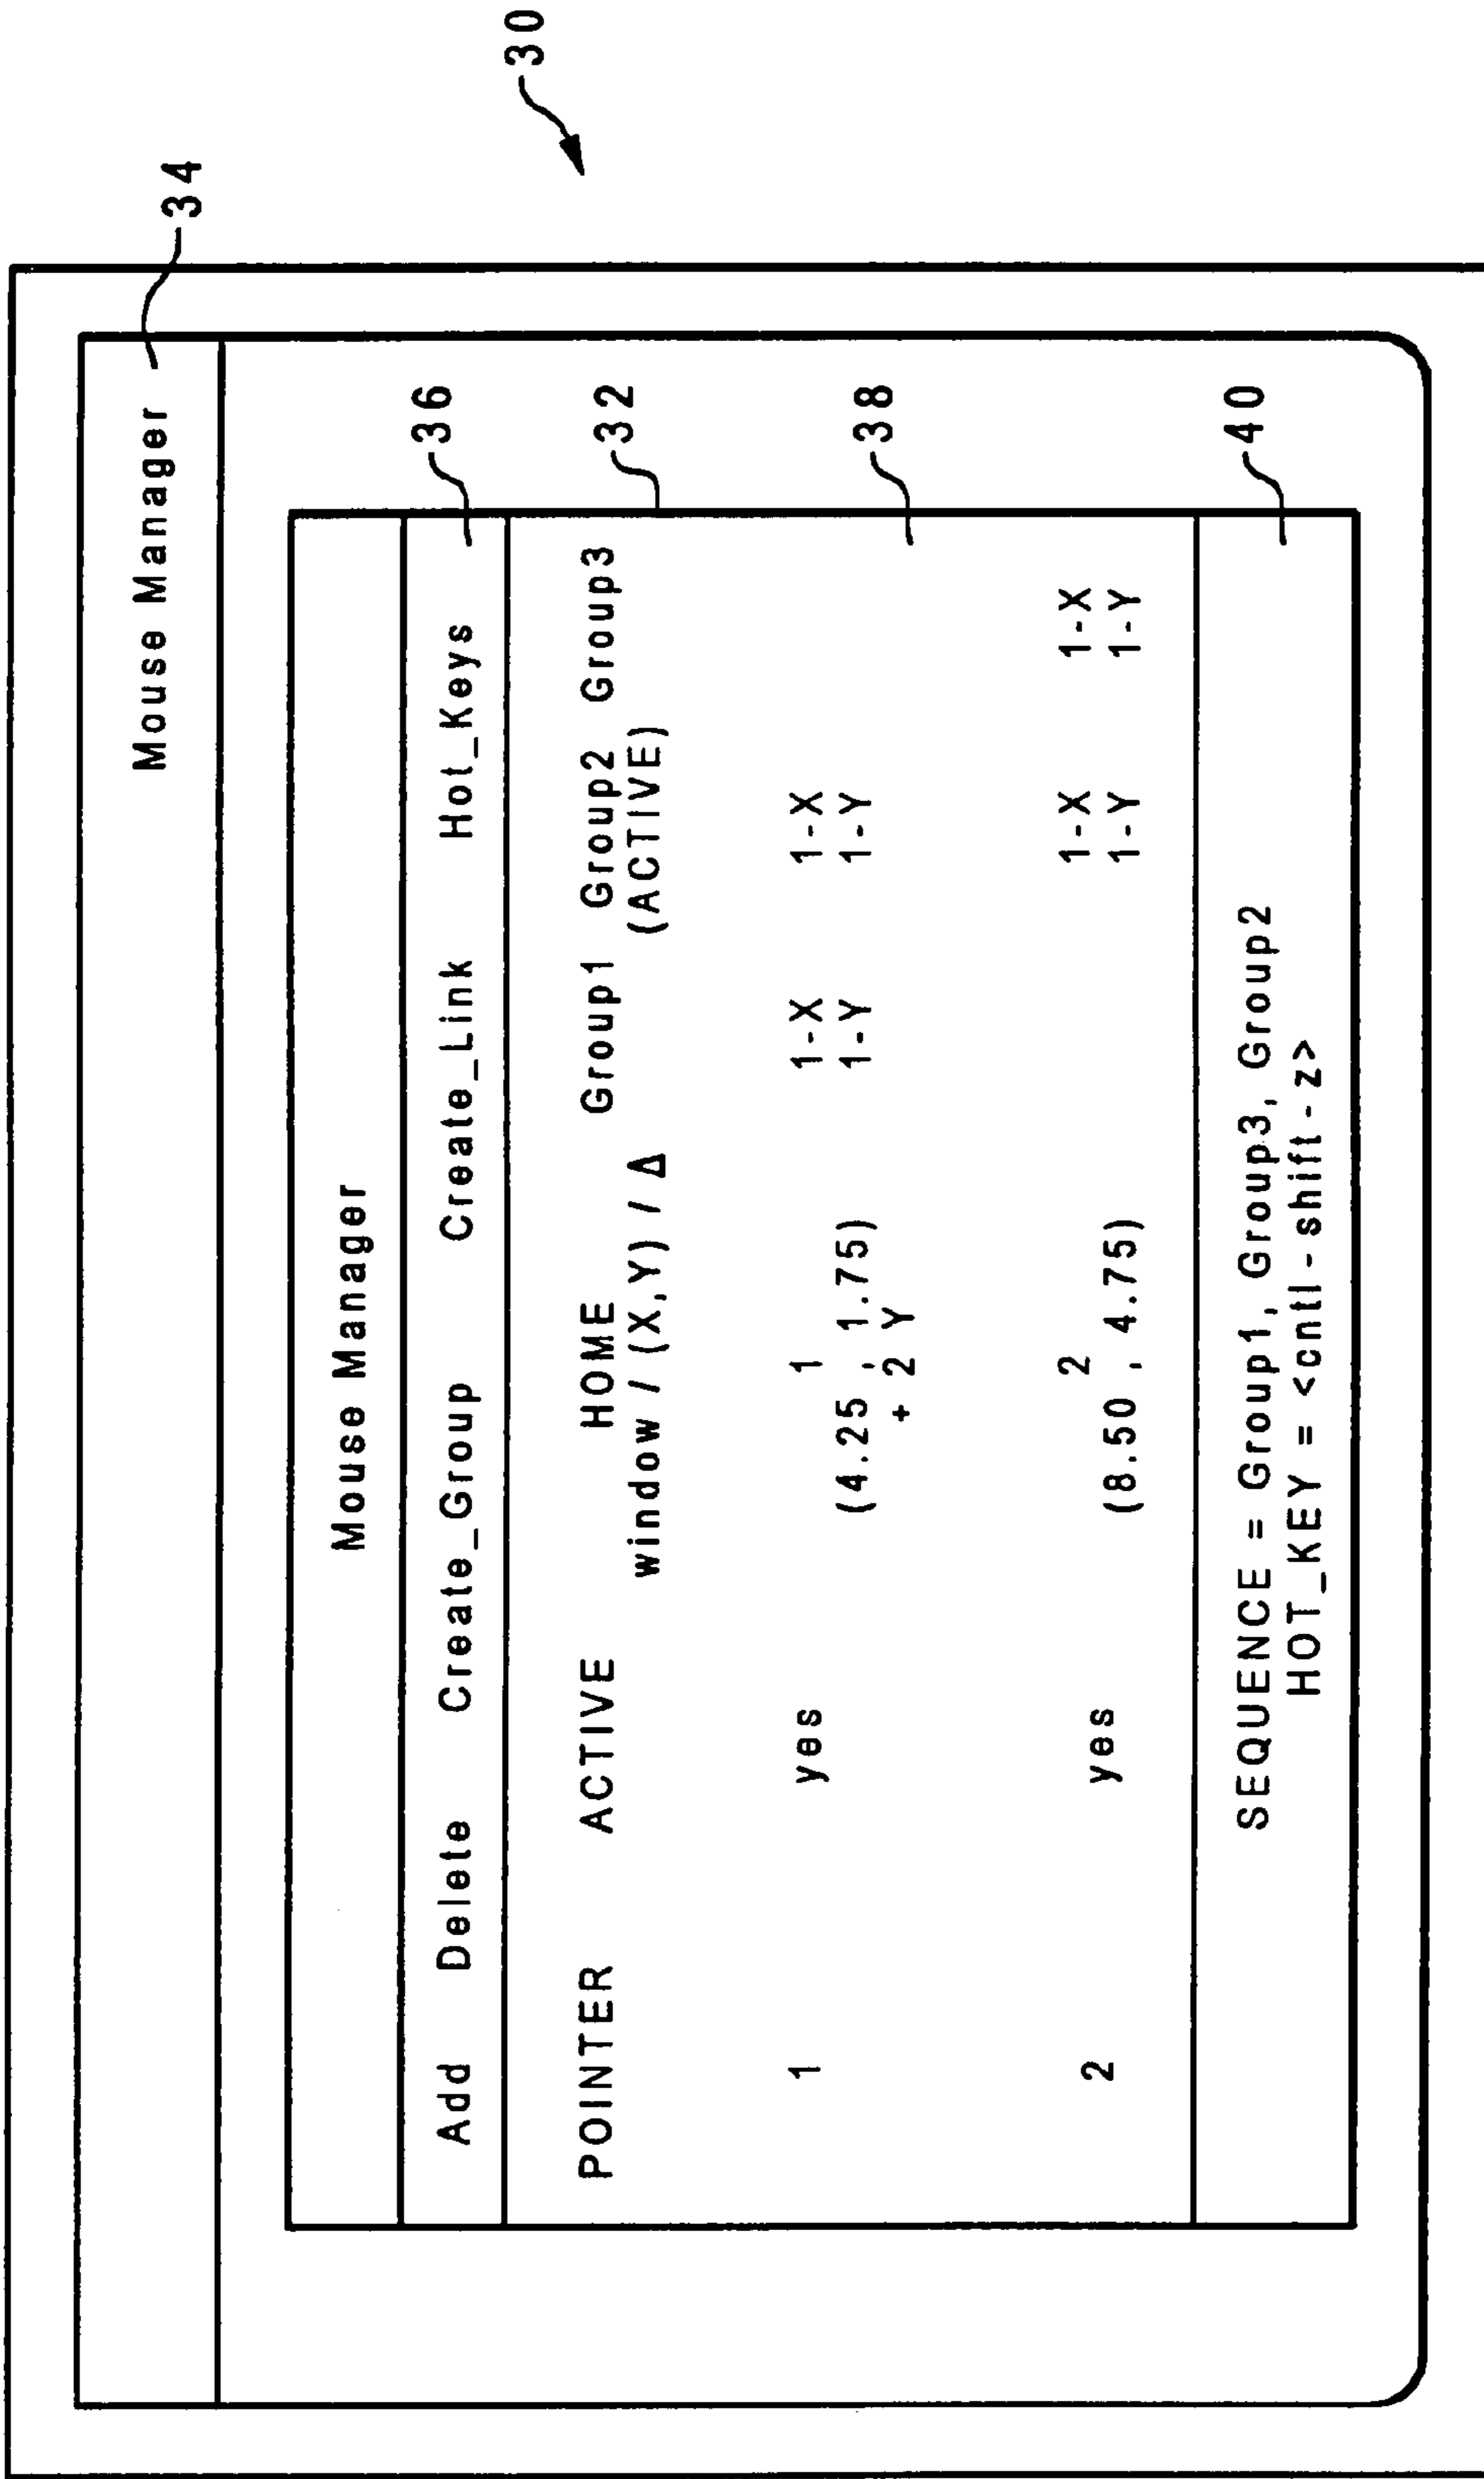 Mouse Manager
34
30
Mouse Manager
Add Delete Create_Group Create_Link Hot_Keys
36
POINTER ACTIVE HOME Group1 Group2 Group3
window / (X,Y) / Δ (ACTIVE)
32
1 yes 1 1-X 1-X
(4.25 , 1.75) 1-Y 1-Y
+ 2 Y
38
2 yes 2 1-X 1-X
(8.50 , 4.75) 1-Y 1-Y
SEQUENCE = Group1, Group3, Group2
HOT_KEY = <cntl-shift-z>
40